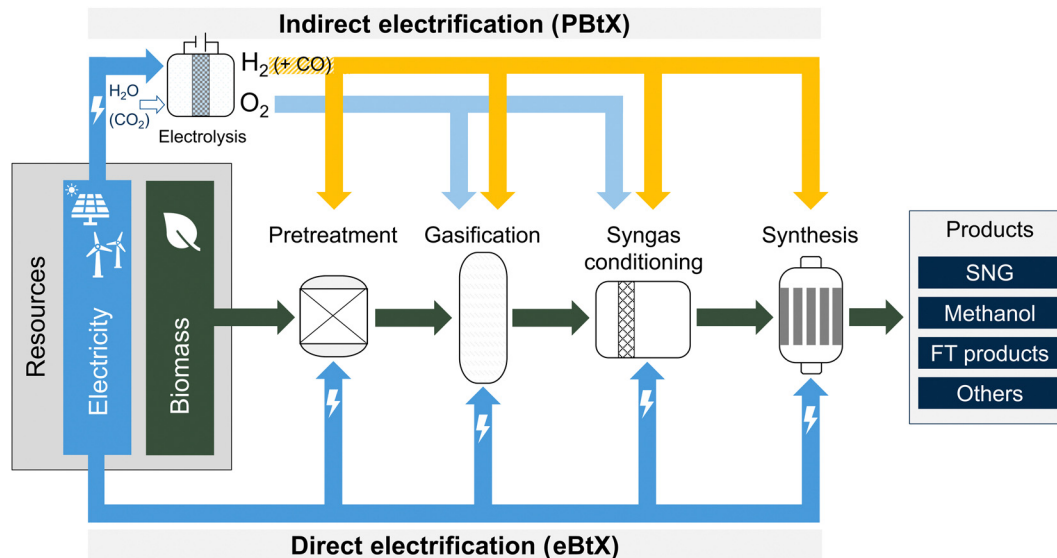 Indirect electrification (PBtX)
H₂ (+ CO)
H₂O
(CO₂)
O₂
Electrolysis
Resources
Electricity
Biomass
Pretreatment
Gasification
Syngas
conditioning
Synthesis
Products
SNG
Methanol
FT products
Others
Direct electrification (eBtX)